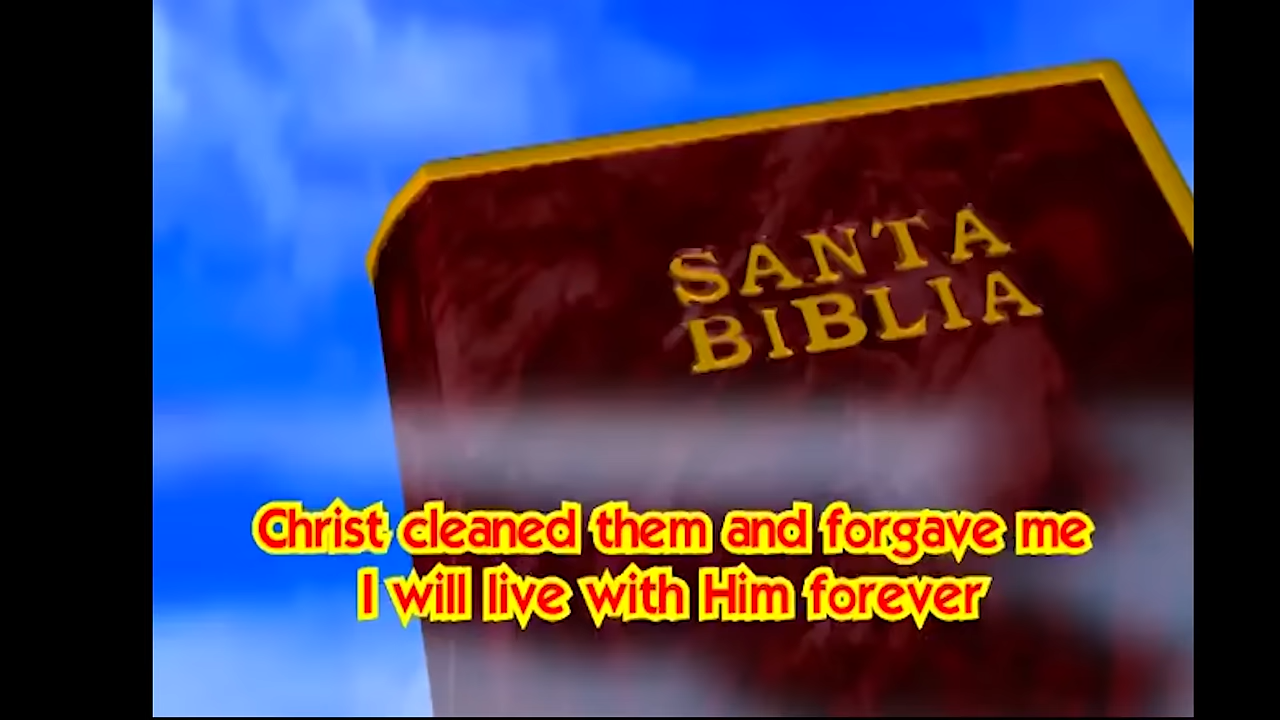 SANTA
BIBLIA
Christ cleaned them and forgave me
I will live with Him forever